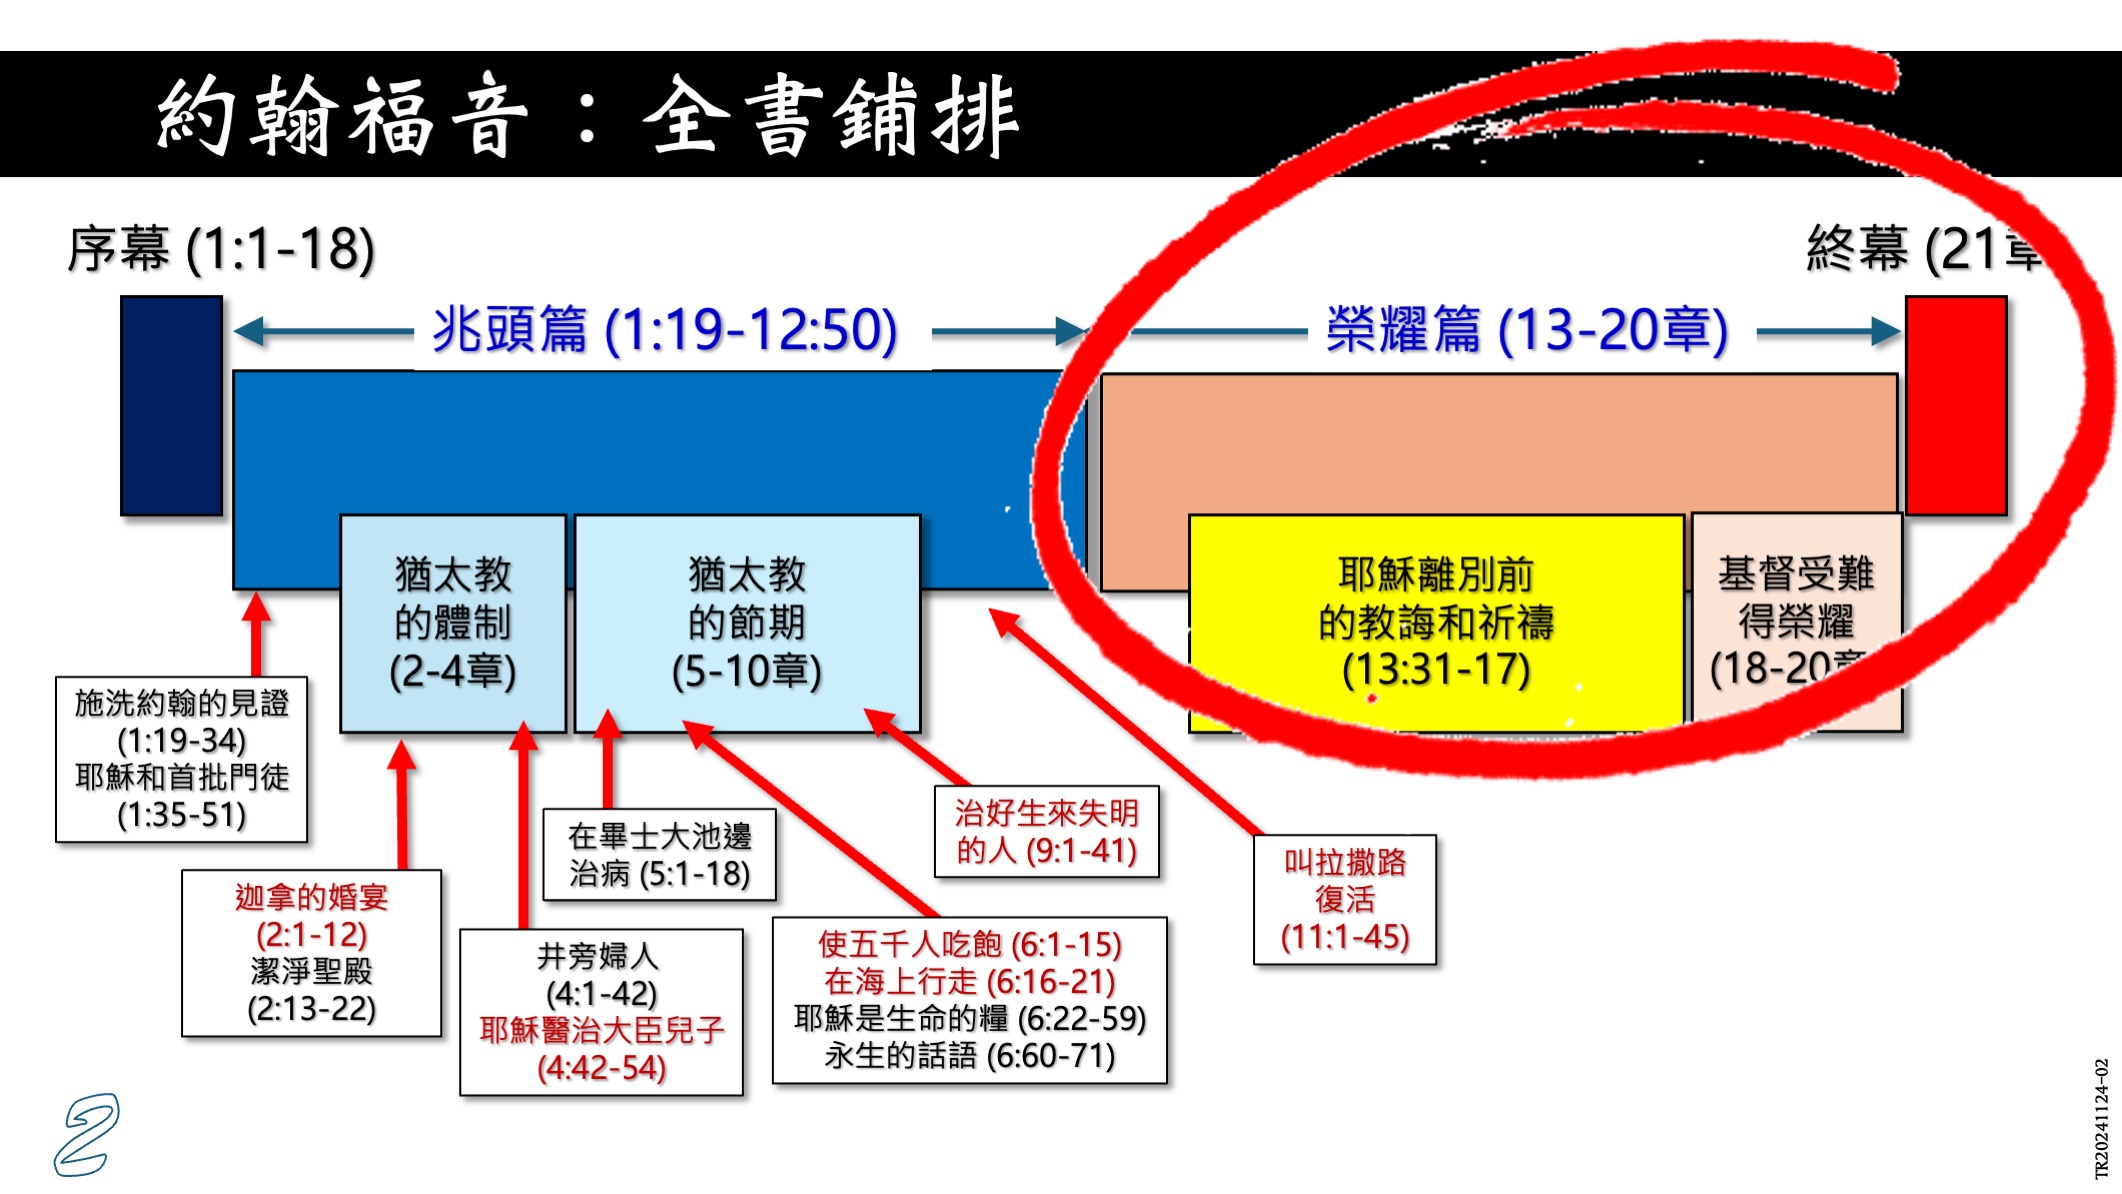 約翰福音：全書鋪排
序幕 (1:1-18)
終幕 (21章
兆頭篇 (1:19-12:50)
榮耀篇 (13-20章)
猶太教
的體制
(2-4章)
猶太教
的節期
(5-10章)
耶穌離別前
的教誨和祈禱
(13:31-17)
基督受難
得榮耀
(18-20章
施洗約翰的見證
(1:19-34)
耶穌和首批門徒
(1:35-51)
迦拿的婚宴
(2:1-12)
潔淨聖殿
(2:13-22)
井旁婦人
(4:1-42)
耶穌醫治大臣兒子
(4:42-54)
在畢士大池邊
治病 (5:1-18)
使五千人吃飽 (6:1-15)
在海上行走 (6:16-21)
耶穌是生命的糧 (6:22-59)
永生的話語 (6:60-71)
治好生來失明
的人 (9:1-41)
叫拉撒路
復活
(11:1-45)
2
TR20241124-02